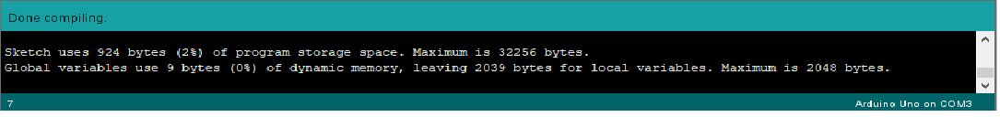 Done compiling.
Sketch uses 924 bytes (2%) of program storage space. Maximum is 32256 bytes.
Global variables use 9 bytes (0%) of dynamic memory, leaving 2039 bytes for local variables. Maximum is 2048 bytes.
7 Arduino Uno on COM3